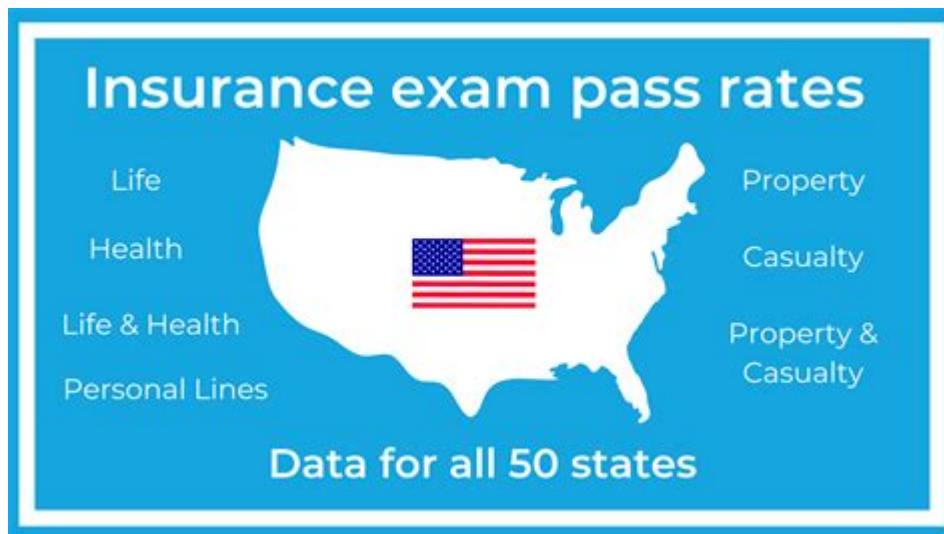 Insurance exam pass rates
Life
Health
Life & Health
Personal Lines
Property
Casualty
Property &
Casualty
Data for all 50 states